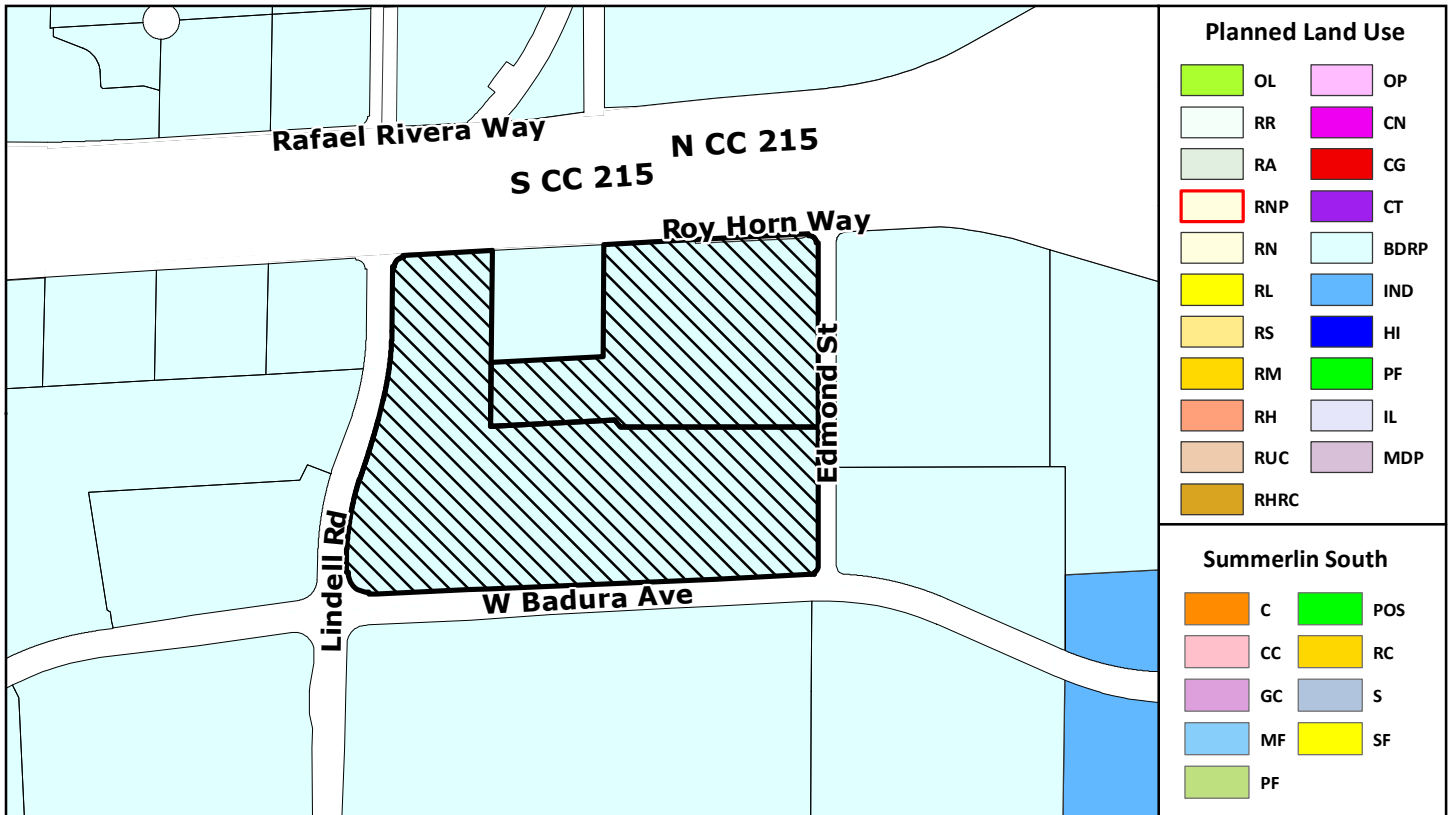 Rafael Rivera Way
N CC 215
S CC 215
Roy Horn Way
Edmond St
Lindell Rd
W Badura Ave
Planned Land Use
OL OP
RR CN
RA CG
RNP CT
RN BDRP
RL IND
RS HI
RM PF
RH IL
RUC MDP
RHRC
Summerlin South
C POS
CC RC
GC S
MF SF
PF